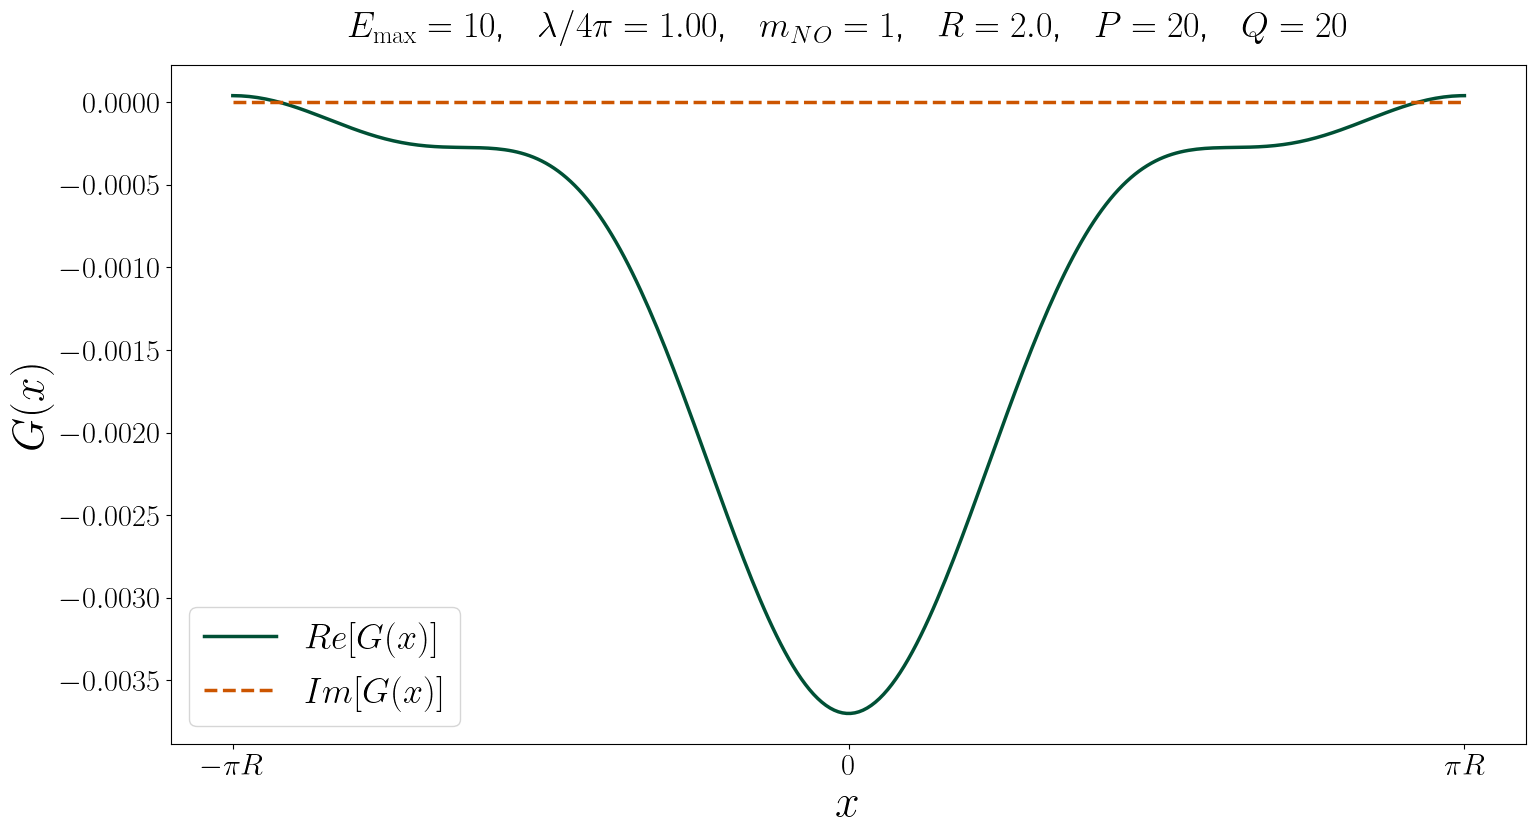 E_max = 10, λ/4π = 1.00, m_NO = 1, R = 2.0, P = 20, Q = 20
0.0000
−0.0005
−0.0010
−0.0015
−0.0020
−0.0025
−0.0030
−0.0035
G(x)
Re[G(x)]
Im[G(x)]
−πR 0 πR
x